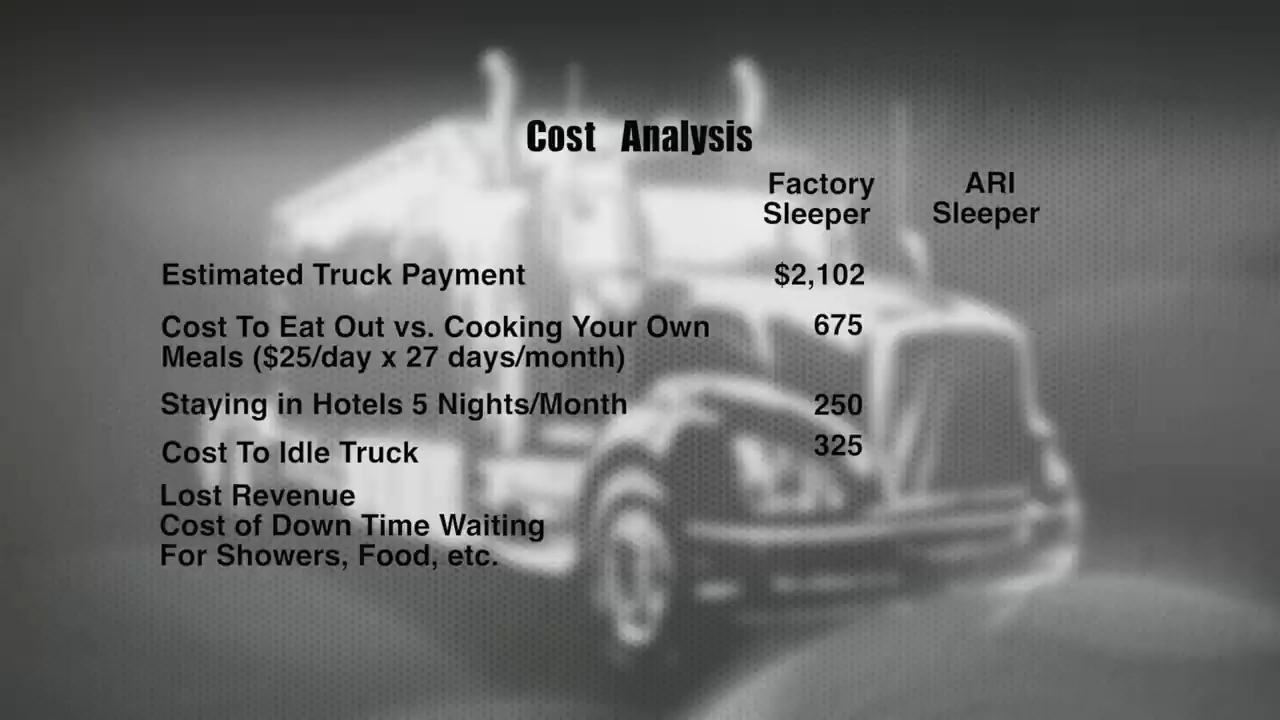 Cost Analysis
Factory ARI
Sleeper Sleeper
Estimated Truck Payment $2,102
Cost To Eat Out vs. Cooking Your Own 675
Meals ($25/day x 27 days/month)
Staying in Hotels 5 Nights/Month 250
Cost To Idle Truck 325
Lost Revenue
Cost of Down Time Waiting
For Showers, Food, etc.